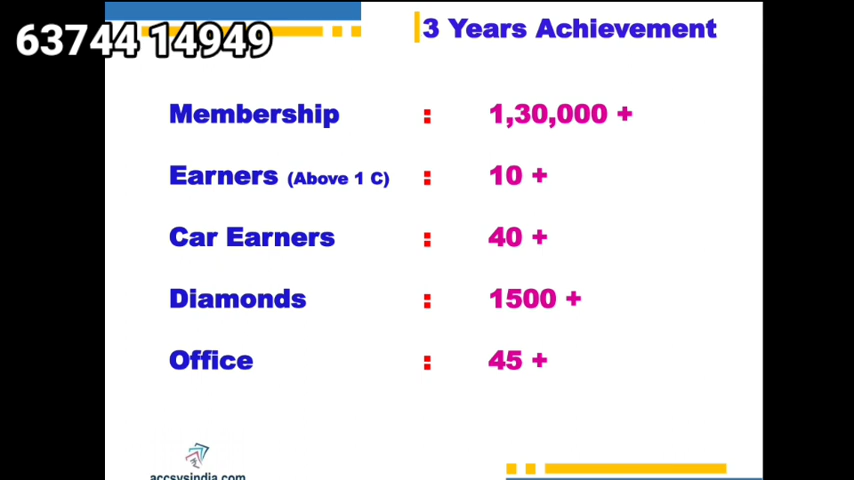 63744 14949
3 Years Achievement
Membership : 1,30,000 +
Earners (Above 1 C) : 10 +
Car Earners : 40 +
Diamonds : 1500 +
Office : 45 +
accsysindia.com